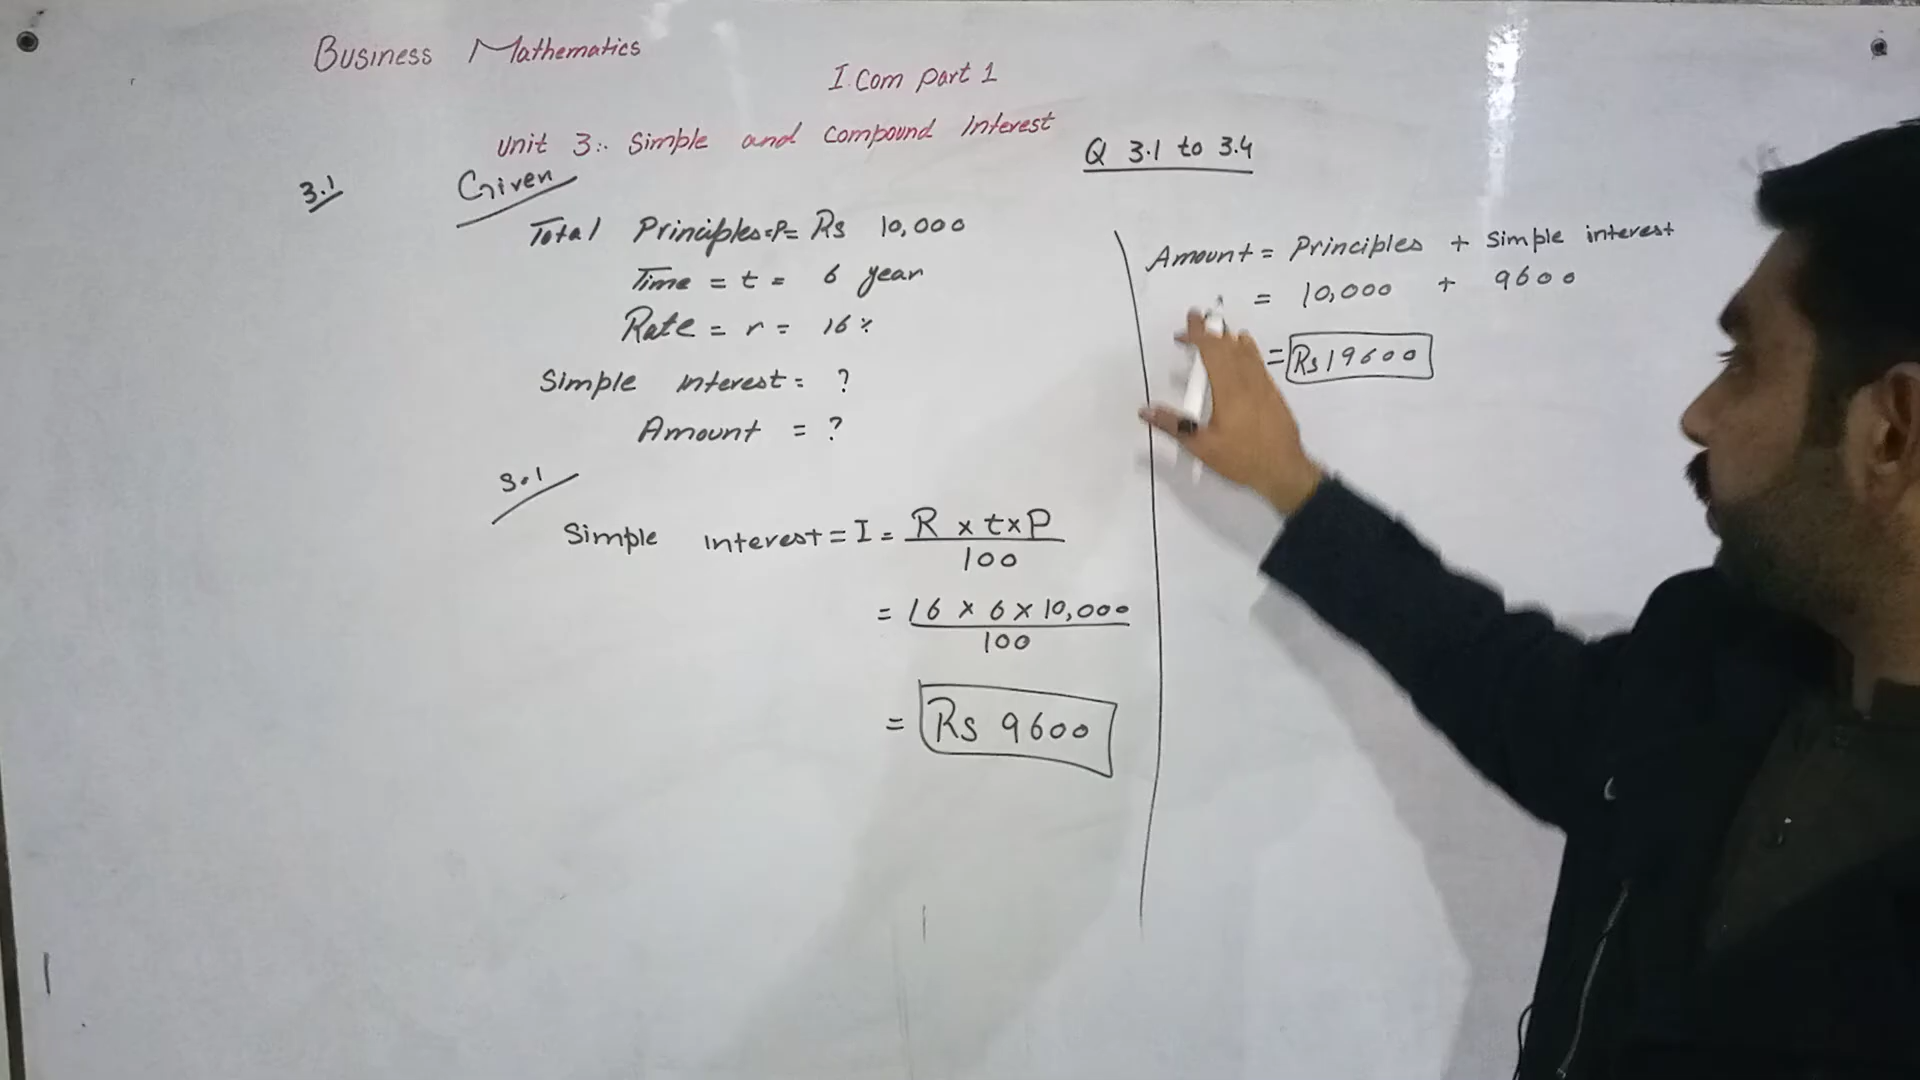 Business Mathematics
I.Com part 1
Unit 3:- Simple and Compound Interest
Q 3.1 to 3.4
3.1 Given
Total Principles=P= Rs 10,000
Time = t = 6 year
Rate = r = 16%
Simple interest = ?
Amount = ?
Sol
Simple interest = I = R x t x P
100
= 16 x 6 x 10,000
100
= Rs 9600
Amount = Principles + Simple interest
= 10,000 + 9600
= Rs 19600